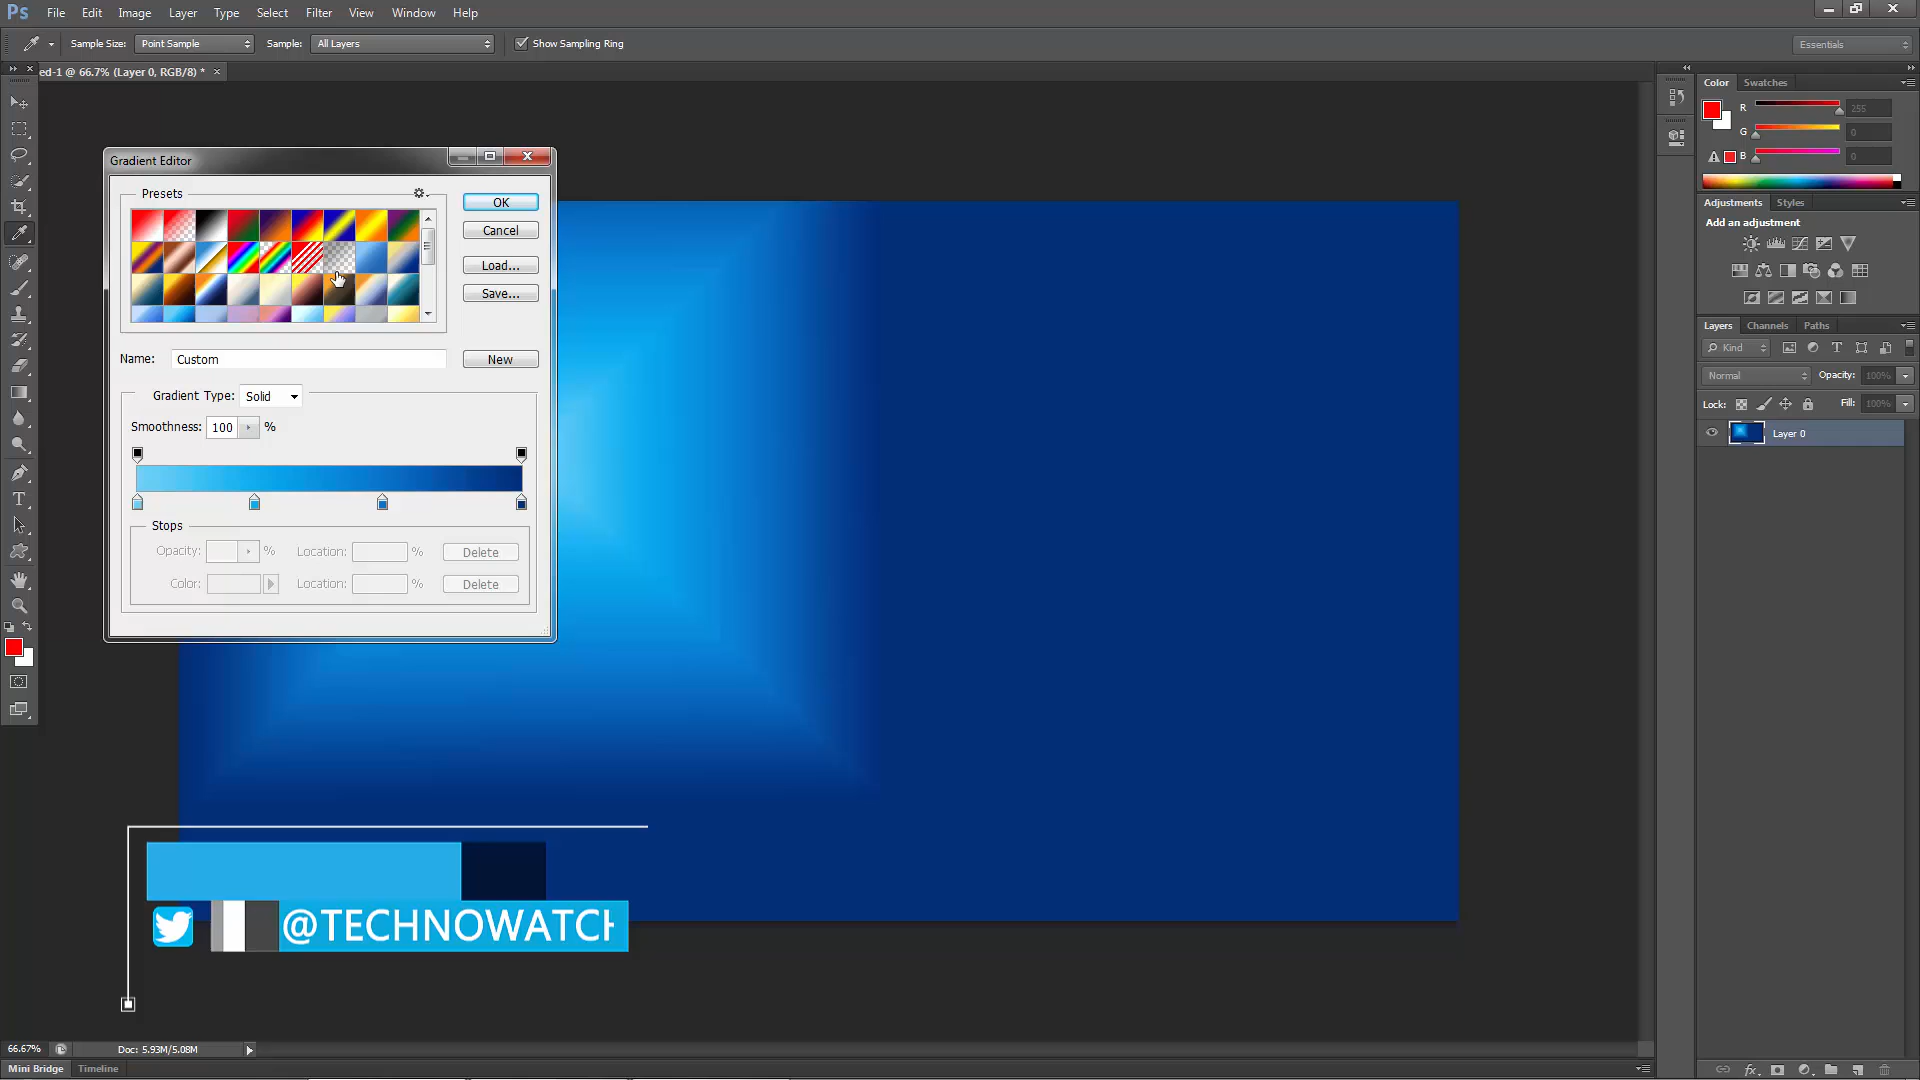 Ps File Edit Image Layer Type Select Filter View Window Help
Sample Size: Point Sample Sample: All Layers Show Sampling Ring Essentials
ed-1 @ 66.7% (Layer 0, RGB/8) *
Color Swatches
R 255
G 0
B 0
Adjustments Styles
Add an adjustment
Layers Channels Paths
Kind
Normal Opacity: 100%
Lock: Fill: 100%
Layer 0
Gradient Editor
Presets
OK
Cancel
Load...
Save...
Name: Custom New
Gradient Type: Solid
Smoothness: 100 %
Stops
Opacity: % Location: % Delete
Color: Location: % Delete
@TECHNOWATCH
66.67% Doc: 5.93M/5.08M
Mini Bridge Timeline